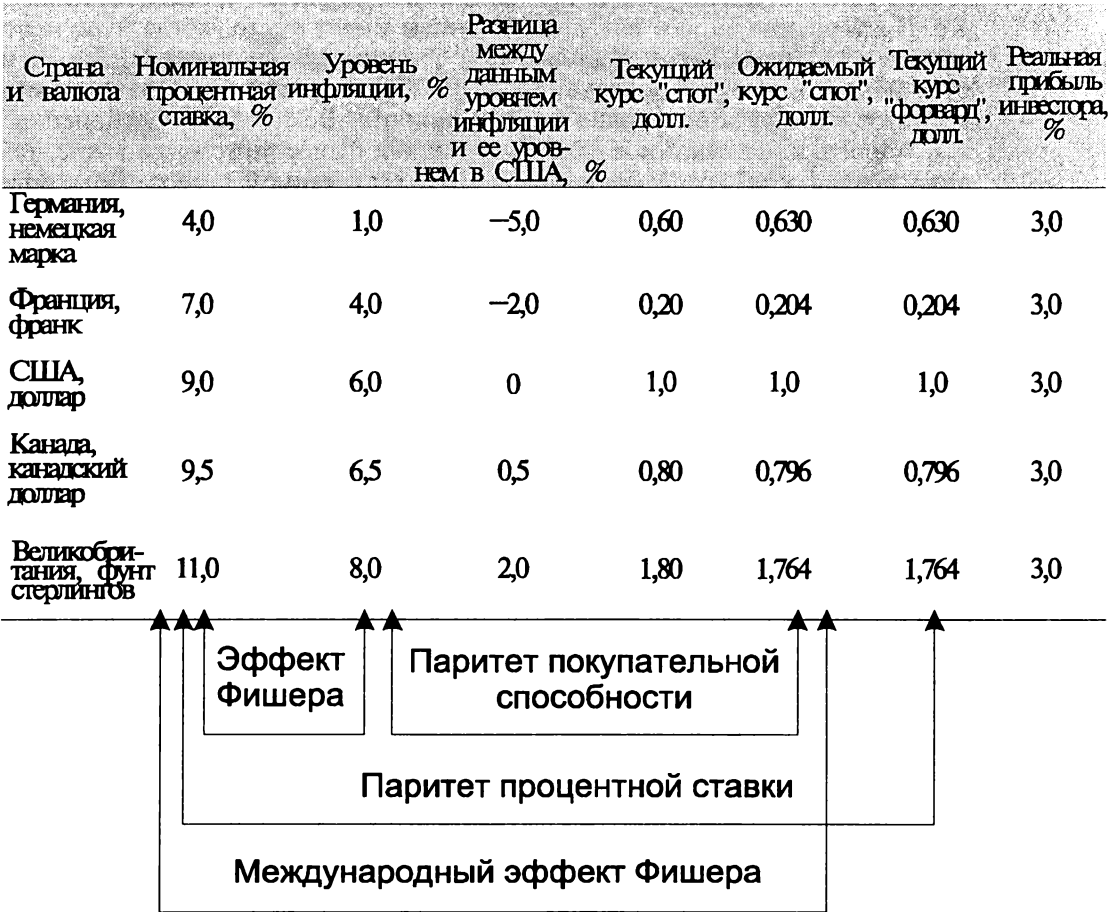 Страна и валюта
Номинальная процентная ставка, %
Уровень инфляции, %
Разница между данным уровнем инфляции и ее уров-нем в США, %
Текущий курс "спот", долл.
Ожидаемый курс "спот", долл.
Текущий курс "форвард", долл.
Реальная прибыль инвестора, %
Германия, немецкая марка 4,0 1,0 −5,0 0,60 0,630 0,630 3,0
Франция, франк 7,0 4,0 −2,0 0,20 0,204 0,204 3,0
США, доллар 9,0 6,0 0 1,0 1,0 1,0 3,0
Канада, канадский доллар 9,5 6,5 0,5 0,80 0,796 0,796 3,0
Великобри-тания, фунт стерлингов 11,0 8,0 2,0 1,80 1,764 1,764 3,0
Эффект Фишера
Паритет покупательной способности
Паритет процентной ставки
Международный эффект Фишера